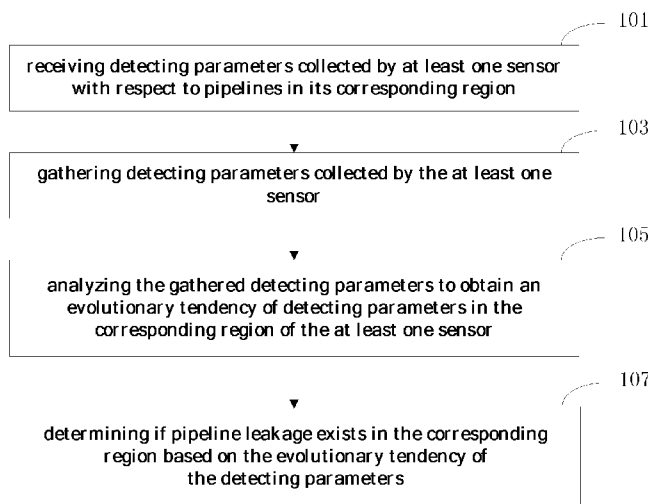 101
receiving detecting parameters collected by at least one sensor
with respect to pipelines in its corresponding region
103
gathering detecting parameters collected by the at least one
sensor
105
analyzing the gathered detecting parameters to obtain an
evolutionary tendency of detecting parameters in the
corresponding region of the at least one sensor
107
determining if pipeline leakage exists in the corresponding
region based on the evolutionary tendency of
the detecting parameters